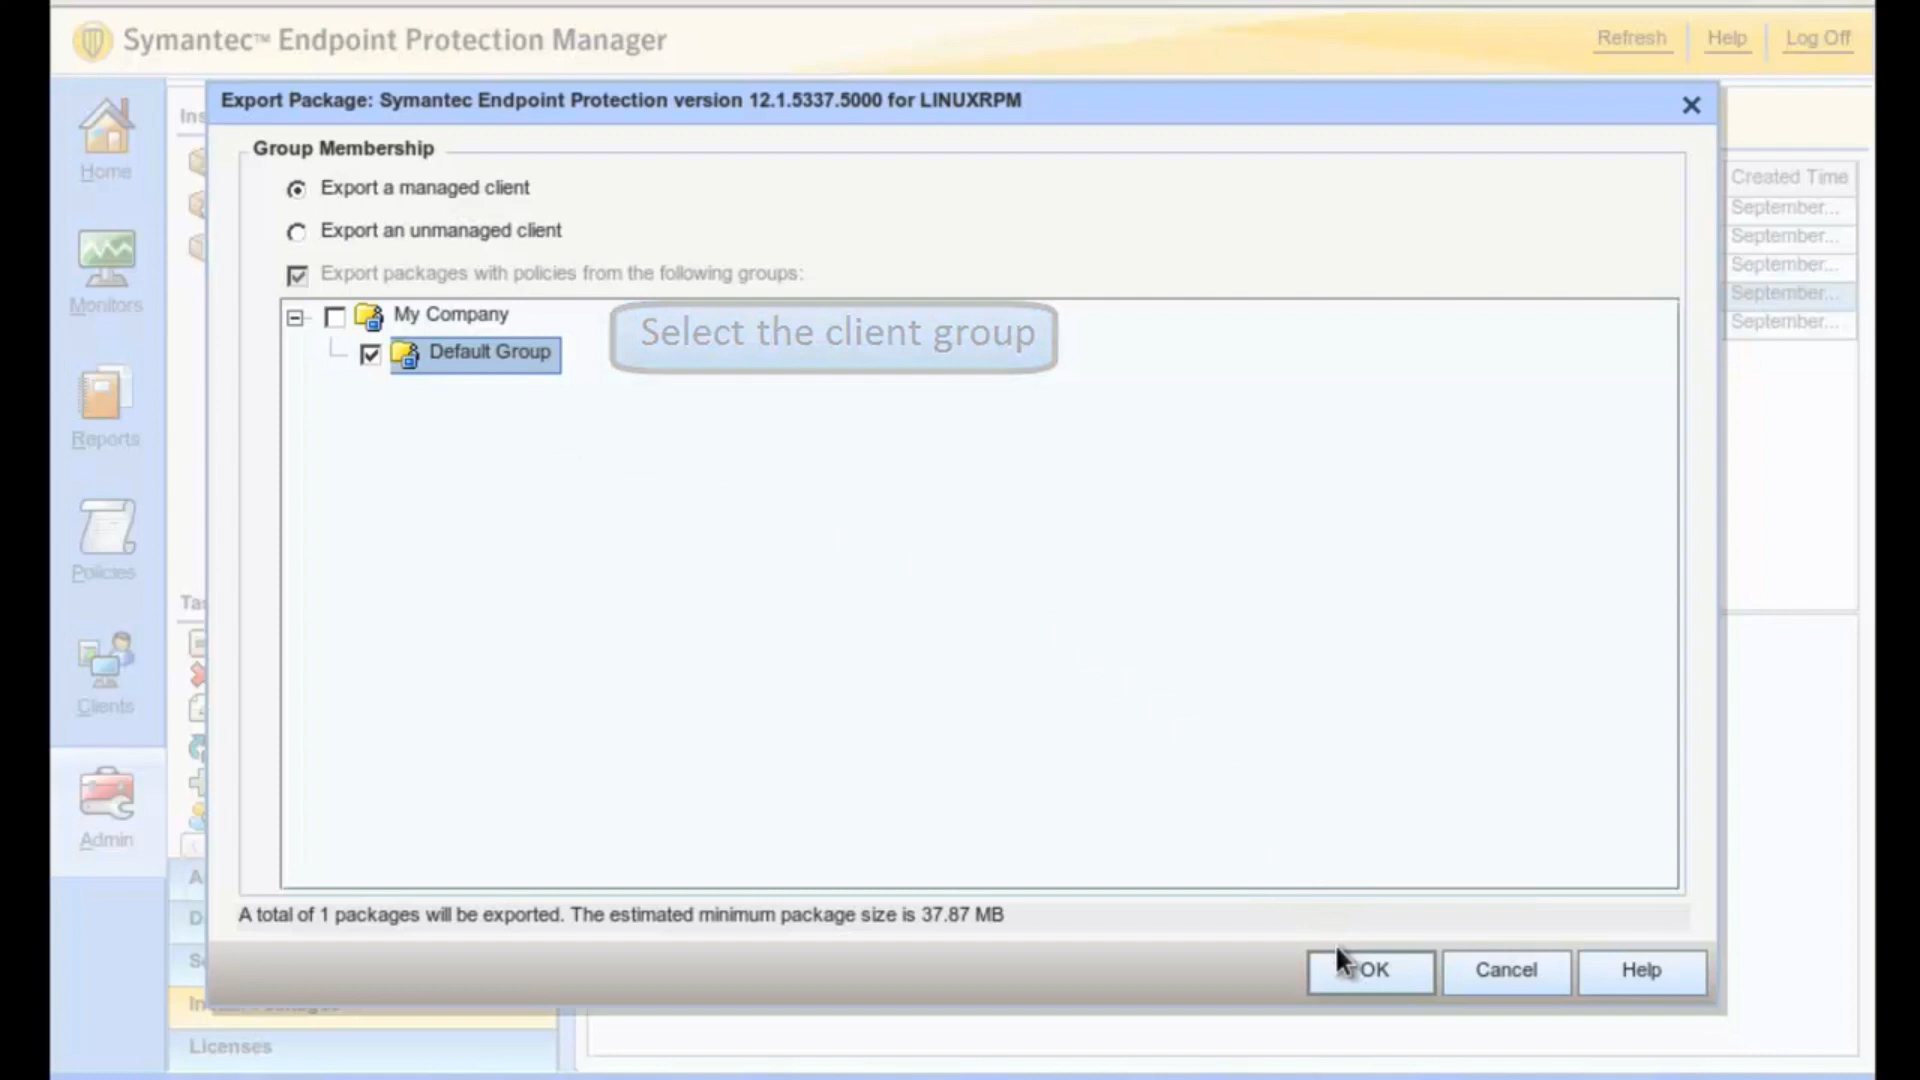 Symantec™ Endpoint Protection Manager
Refresh
Help
Log Off
Export Package: Symantec Endpoint Protection version 12.1.5337.5000 for LINUXRPM
Home
Monitors
Reports
Policies
Clients
Admin
Ins
Group Membership
Export a managed client
Export an unmanaged client
Export packages with policies from the following groups:
My Company
Default Group
Select the client group
Created Time
September...
September...
September...
September...
September...
Tas
A total of 1 packages will be exported. The estimated minimum package size is 37.87 MB
OK
Cancel
Help
Licenses